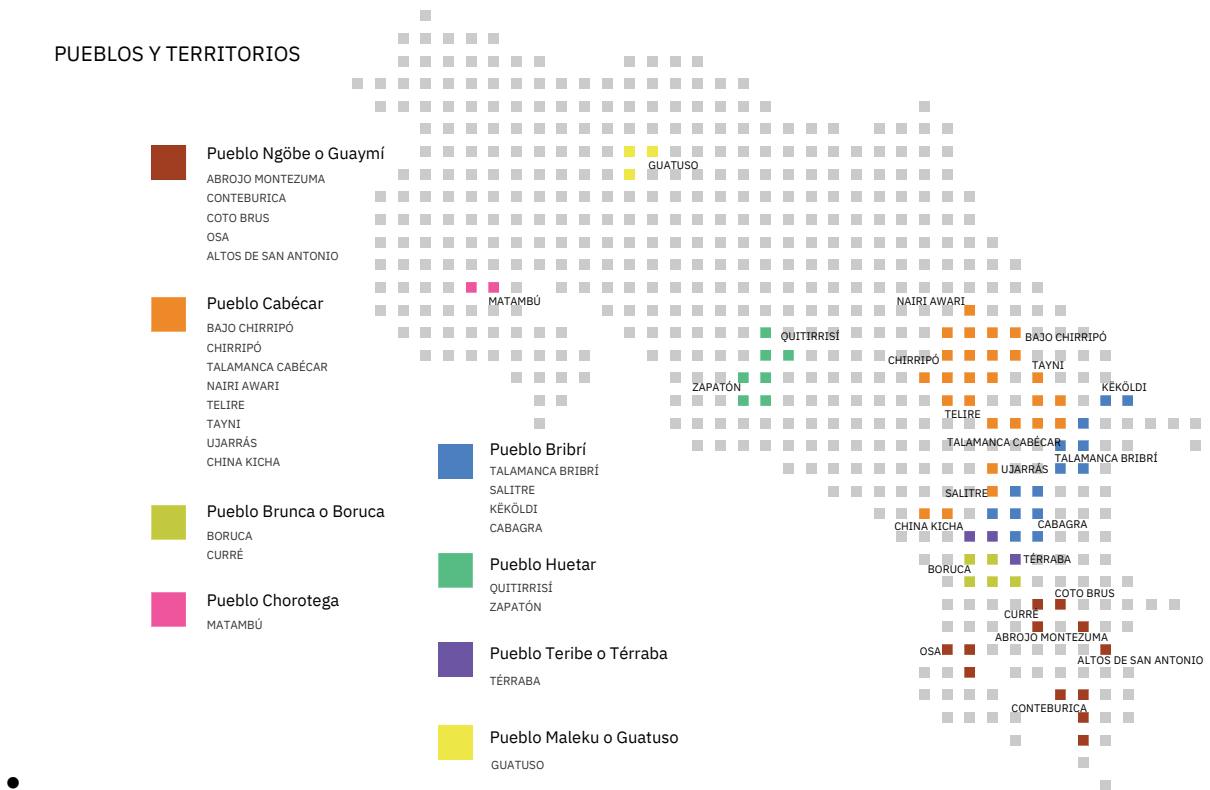 PUEBLOS Y TERRITORIOS
Pueblo Ngöbe o Guaymí
ABROJO MONTEZUMA
CONTEBURICA
COTO BRUS
OSA
ALTOS DE SAN ANTONIO
Pueblo Cabécar
BAJO CHIRRIPÓ
CHIRRIPÓ
TALAMANCA CABÉCAR
NAIRI AWARI
TELIRE
TAYNI
UJARRÁS
CHINA KICHA
Pueblo Brunca o Boruca
BORUCA
CURRÉ
Pueblo Chorotega
MATAMBÚ
Pueblo Bribrí
TALAMANCA BRIBRÍ
SALITRE
KËKÖLDI
CABAGRA
Pueblo Huetar
QUITIRRISÍ
ZAPATÓN
Pueblo Teribe o Térraba
TÉRRABA
Pueblo Maleku o Guatuso
GUATUSO
GUATUSO
MATAMBÚ
NAIRI AWARI
QUITIRRISÍ
BAJO CHIRRIPÓ
CHIRRIPÓ
TAYNI
ZAPATÓN
KËKÖLDI
TELIRE
TALAMANCA CABÉCAR
TALAMANCA BRIBRÍ
UJARRÁS
SALITRE
CHINA KICHA
CABAGRA
TÉRRABA
BORUCA
COTO BRUS
CURRÉ
ABROJO MONTEZUMA
OSA
ALTOS DE SAN ANTONIO
CONTEBURICA